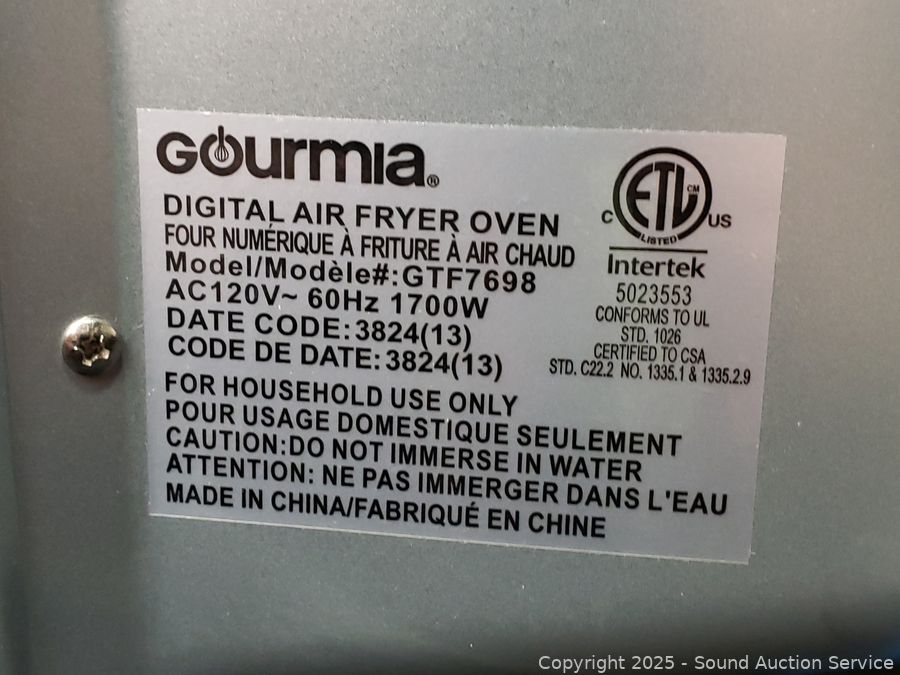 Gourmia®
DIGITAL AIR FRYER OVEN
FOUR NUMÉRIQUE À FRITURE À AIR CHAUD
Model/Modèle#:GTF7698
AC120V~ 60Hz 1700W
DATE CODE:3824(13)
CODE DE DATE:3824(13)
FOR HOUSEHOLD USE ONLY
POUR USAGE DOMESTIQUE SEULEMENT
CAUTION:DO NOT IMMERSE IN WATER
ATTENTION: NE PAS IMMERGER DANS L'EAU
MADE IN CHINA/FABRIQUÉ EN CHINE
ETL CM
C US
LISTED
Intertek
5023553
CONFORMS TO UL
STD. 1026
CERTIFIED TO CSA
STD. C22.2 NO. 1335.1 & 1335.2.9
Copyright © 2025 - Sound Auction Service